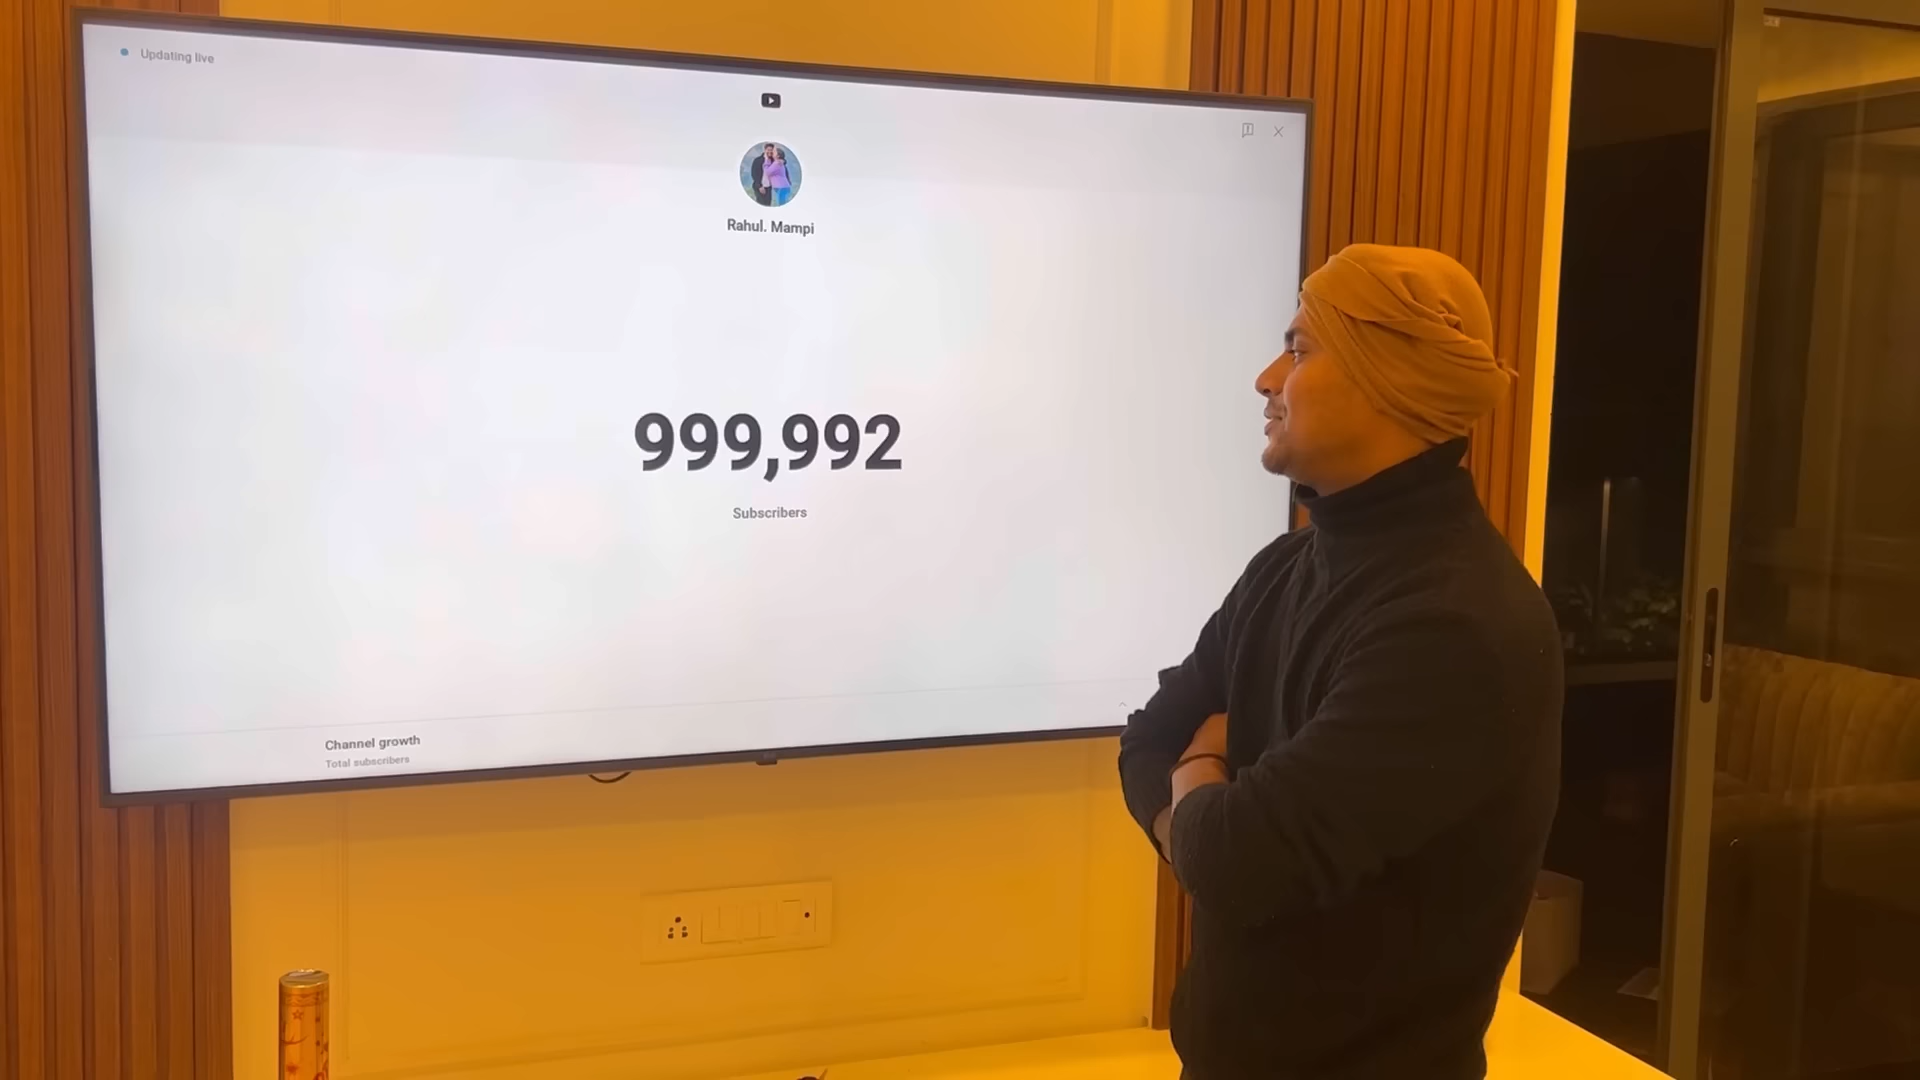 Updating live
Rahul. Mampi
999,992
Subscribers
Channel growth
Total subscribers